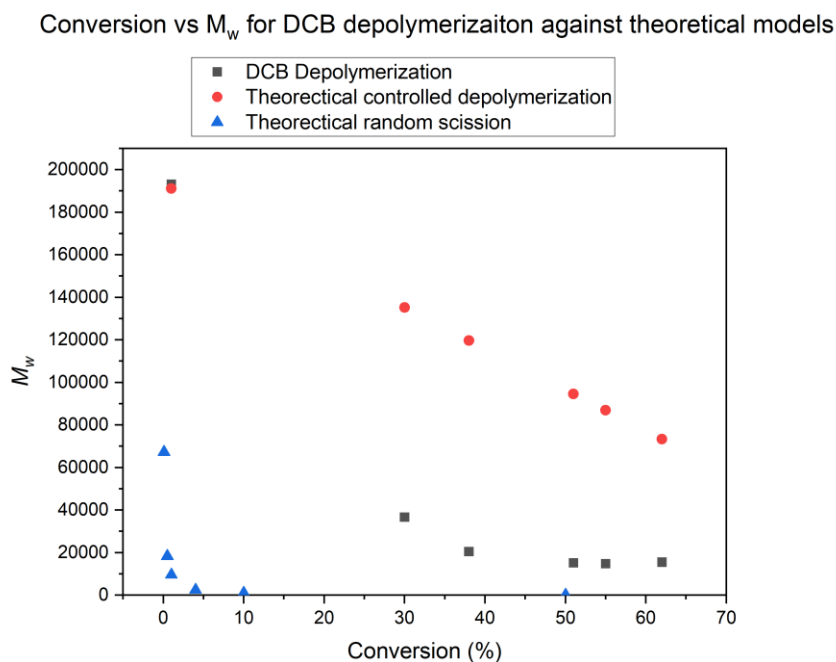 Conversion vs Mw for DCB depolymerizaiton against theoretical models
DCB Depolymerization
Theorectical controlled depolymerization
Theorectical random scission
200000
180000
160000
140000
120000
100000
80000
60000
40000
20000
0
Mw
0 10 20 30 40 50 60 70
Conversion (%)